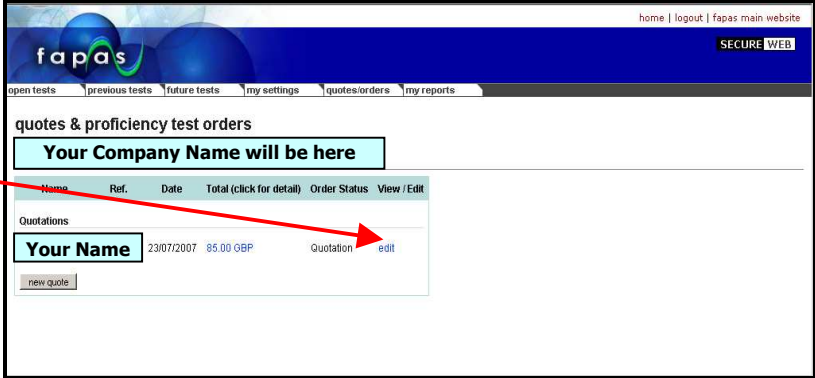 home | logout | fapas main website
fapas
SECURE WEB
open tests previous tests future tests my settings quotes/orders my reports
quotes & proficiency test orders
Your Company Name will be here
Name Ref. Date Total (click for detail) Order Status View / Edit
Quotations
Your Name 23/07/2007 85.00 GBP Quotation edit
new quote